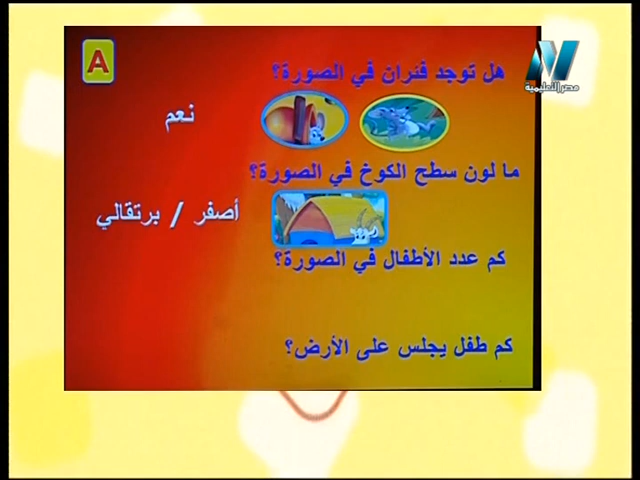 A
هل توجد فئران في الصورة؟
نعم
ما لون سطح الكوخ في الصورة؟
أصفر / برتقالي
كم عدد الأطفال في الصورة؟
كم طفل يجلس على الأرض؟
مصر التعليمية